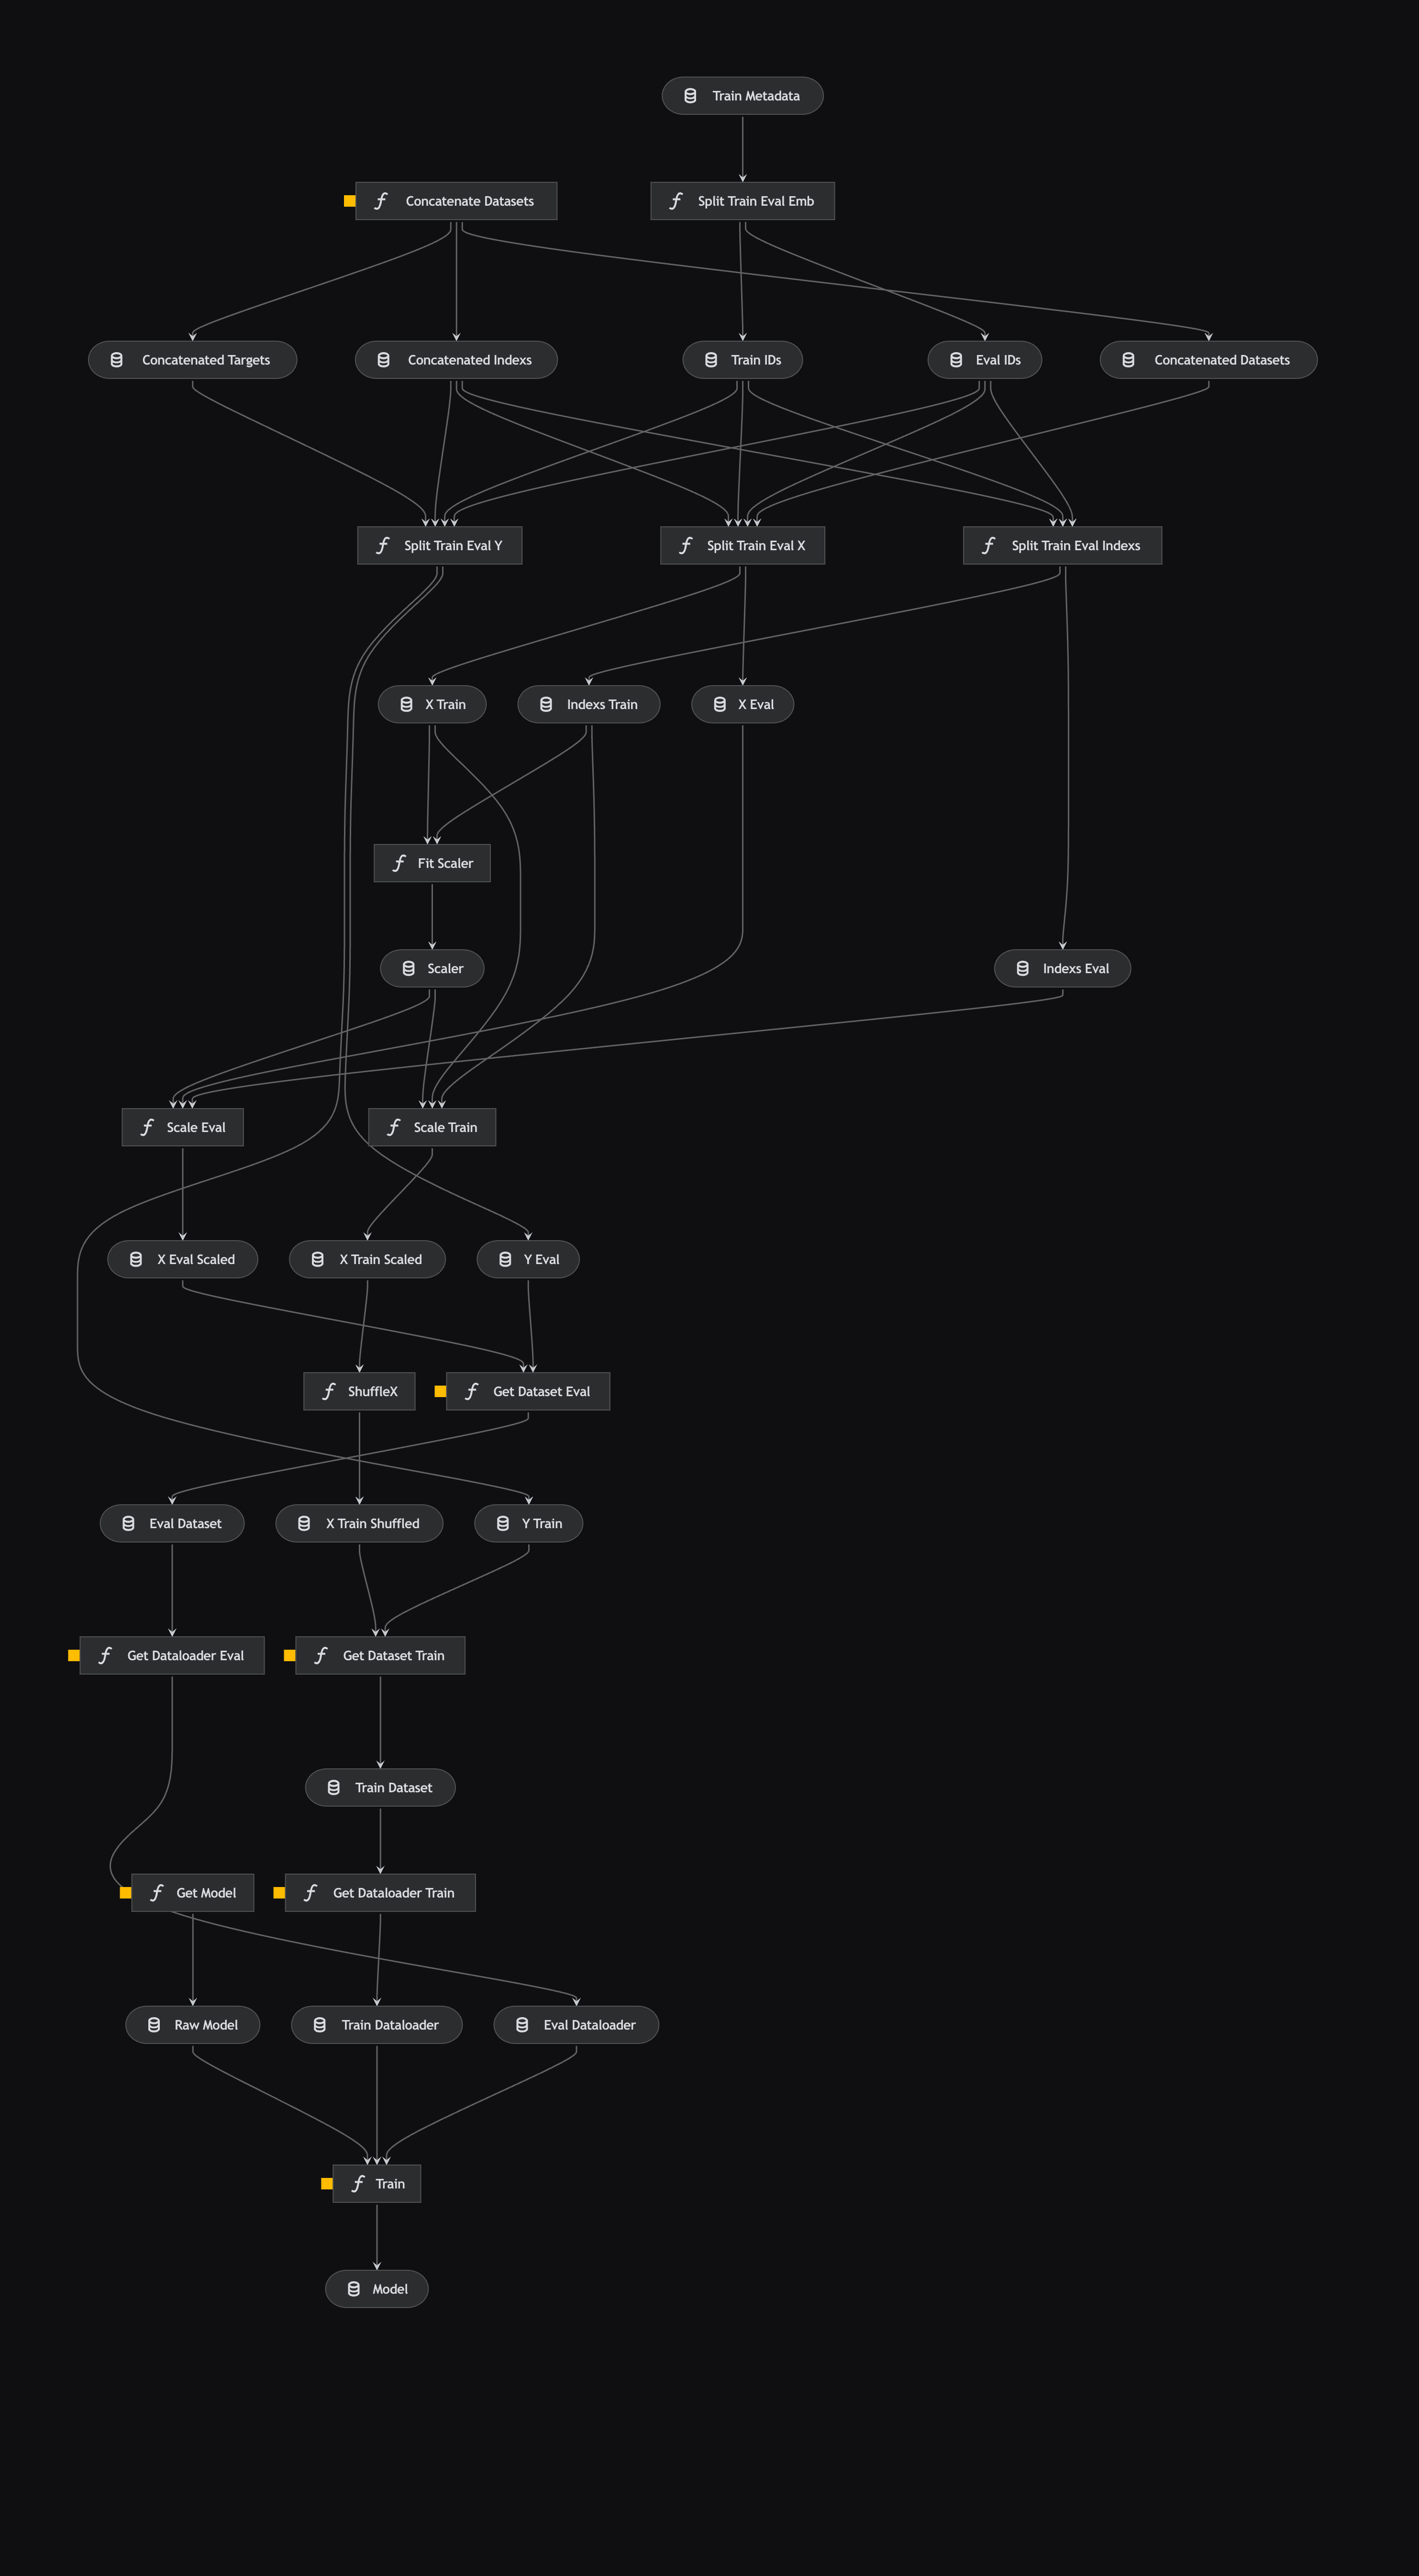 Train Metadata
Concatenate Datasets
Split Train Eval Emb
Concatenated Targets
Concatenated Indexs
Train IDs
Eval IDs
Concatenated Datasets
Split Train Eval Y
Split Train Eval X
Split Train Eval Indexs
X Train
Indexs Train
X Eval
Fit Scaler
Scaler
Indexs Eval
Scale Eval
Scale Train
X Eval Scaled
X Train Scaled
Y Eval
ShuffleX
Get Dataset Eval
Eval Dataset
X Train Shuffled
Y Train
Get Dataloader Eval
Get Dataset Train
Train Dataset
Get Model
Get Dataloader Train
Raw Model
Train Dataloader
Eval Dataloader
Train
Model